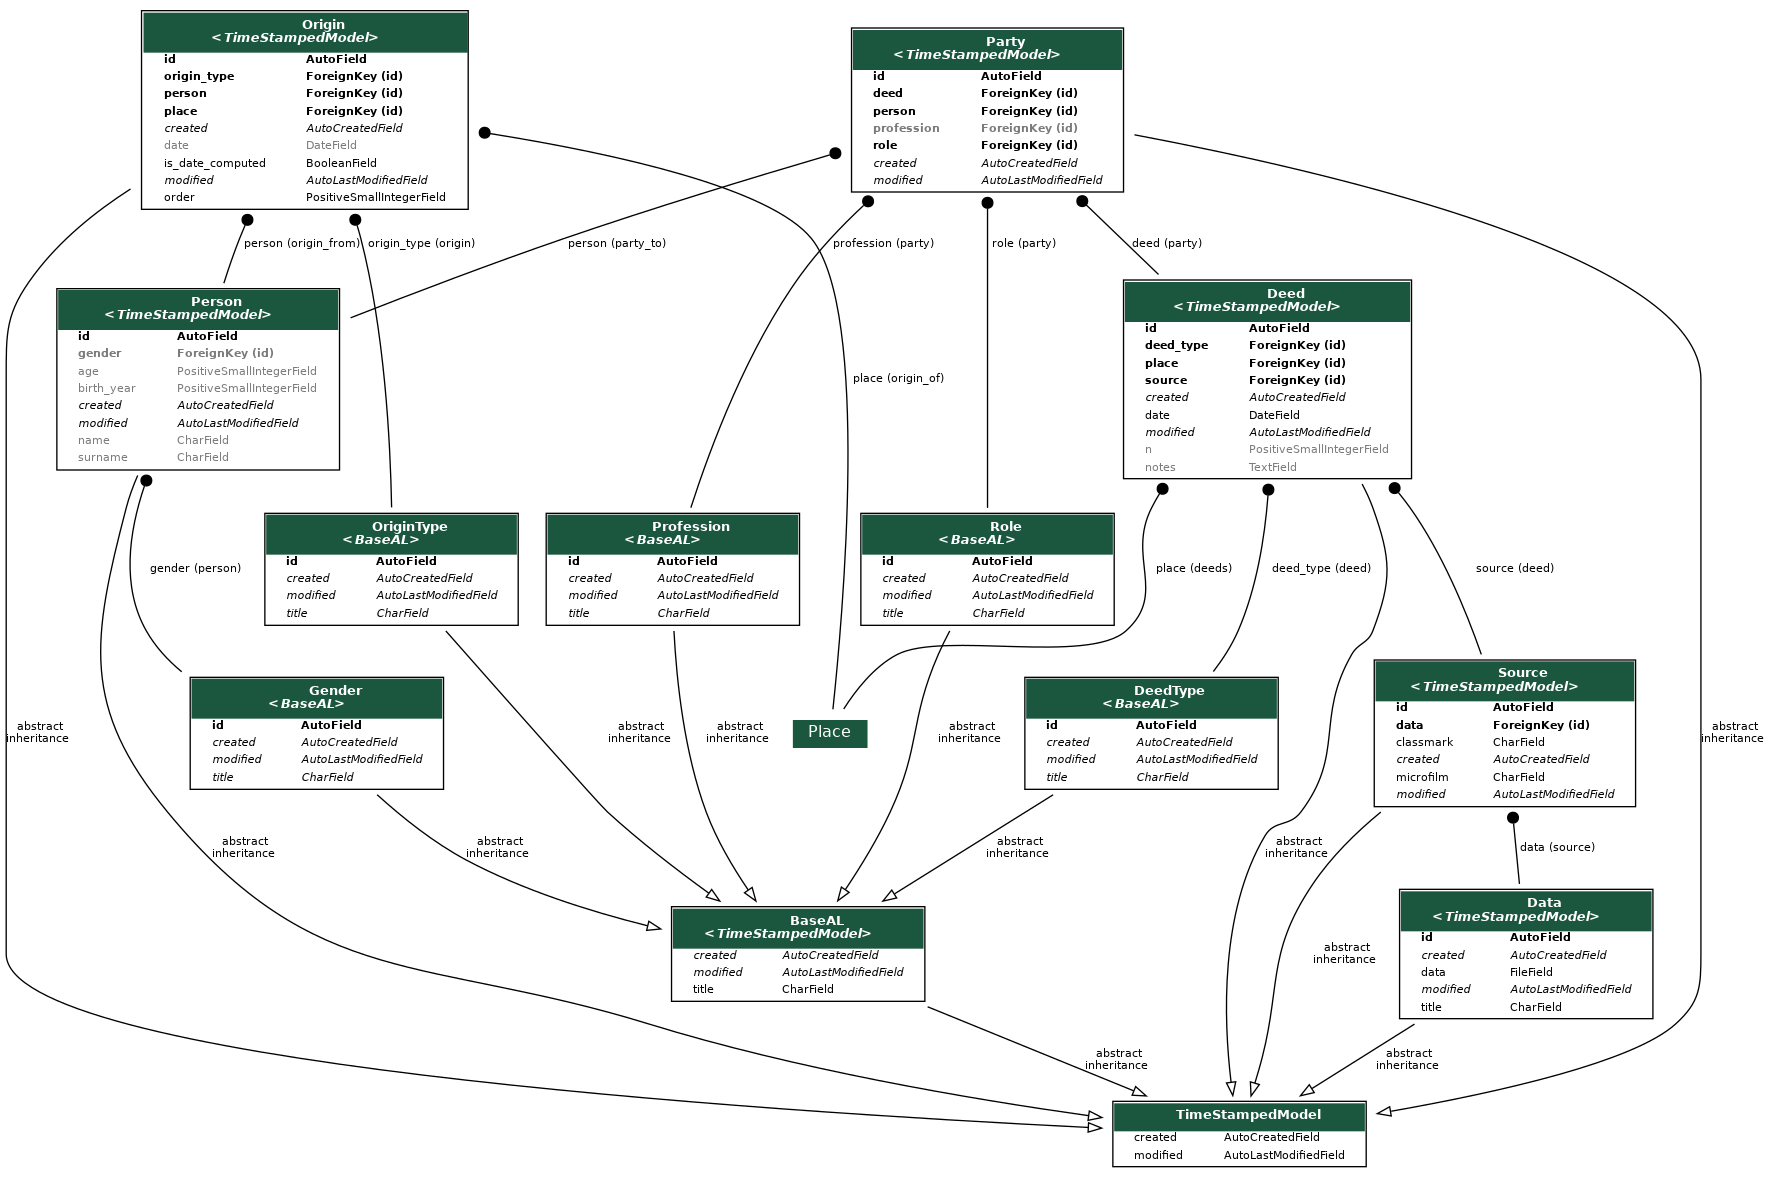 Origin
<TimeStampedModel>
id AutoField
origin_type ForeignKey (id)
person ForeignKey (id)
place ForeignKey (id)
created AutoCreatedField
date DateField
is_date_computed BooleanField
modified AutoLastModifiedField
order PositiveSmallIntegerField
Party
<TimeStampedModel>
id AutoField
deed ForeignKey (id)
person ForeignKey (id)
profession ForeignKey (id)
role ForeignKey (id)
created AutoCreatedField
modified AutoLastModifiedField
person (origin_from)
origin_type (origin)
person (party_to)
profession (party)
role (party)
deed (party)
Person
<TimeStampedModel>
id AutoField
gender ForeignKey (id)
age PositiveSmallIntegerField
birth_year PositiveSmallIntegerField
created AutoCreatedField
modified AutoLastModifiedField
name CharField
surname CharField
Deed
<TimeStampedModel>
id AutoField
deed_type ForeignKey (id)
place ForeignKey (id)
source ForeignKey (id)
created AutoCreatedField
date DateField
modified AutoLastModifiedField
n PositiveSmallIntegerField
notes TextField
place (origin_of)
OriginType
<BaseAL>
id AutoField
created AutoCreatedField
modified AutoLastModifiedField
title CharField
Profession
<BaseAL>
id AutoField
created AutoCreatedField
modified AutoLastModifiedField
title CharField
Role
<BaseAL>
id AutoField
created AutoCreatedField
modified AutoLastModifiedField
title CharField
gender (person)
place (deeds)
deed_type (deed)
source (deed)
Gender
<BaseAL>
id AutoField
created AutoCreatedField
modified AutoLastModifiedField
title CharField
Place
DeedType
<BaseAL>
id AutoField
created AutoCreatedField
modified AutoLastModifiedField
title CharField
Source
<TimeStampedModel>
id AutoField
data ForeignKey (id)
classmark CharField
created AutoCreatedField
microfilm CharField
modified AutoLastModifiedField
abstract
inheritance
abstract
inheritance
abstract
inheritance
abstract
inheritance
abstract
inheritance
abstract
inheritance
abstract
inheritance
abstract
inheritance
abstract
inheritance
data (source)
BaseAL
<TimeStampedModel>
created AutoCreatedField
modified AutoLastModifiedField
title CharField
abstract
inheritance
Data
<TimeStampedModel>
id AutoField
created AutoCreatedField
data FileField
modified AutoLastModifiedField
title CharField
abstract
inheritance
abstract
inheritance
TimeStampedModel
created AutoCreatedField
modified AutoLastModifiedField